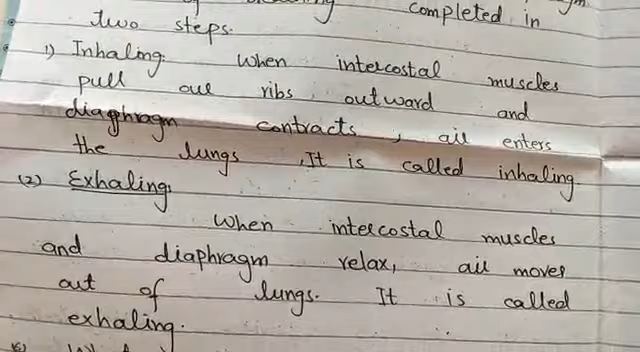 completed in
two steps.
1) Inhaling. When intercostal muscles
pull our ribs outward and
diaphragm contracts, air enters
the lungs. It is called inhaling.
(2) Exhaling:
When intercostal muscles
and diaphragm relax, air moves
out of lungs. It is called
exhaling.